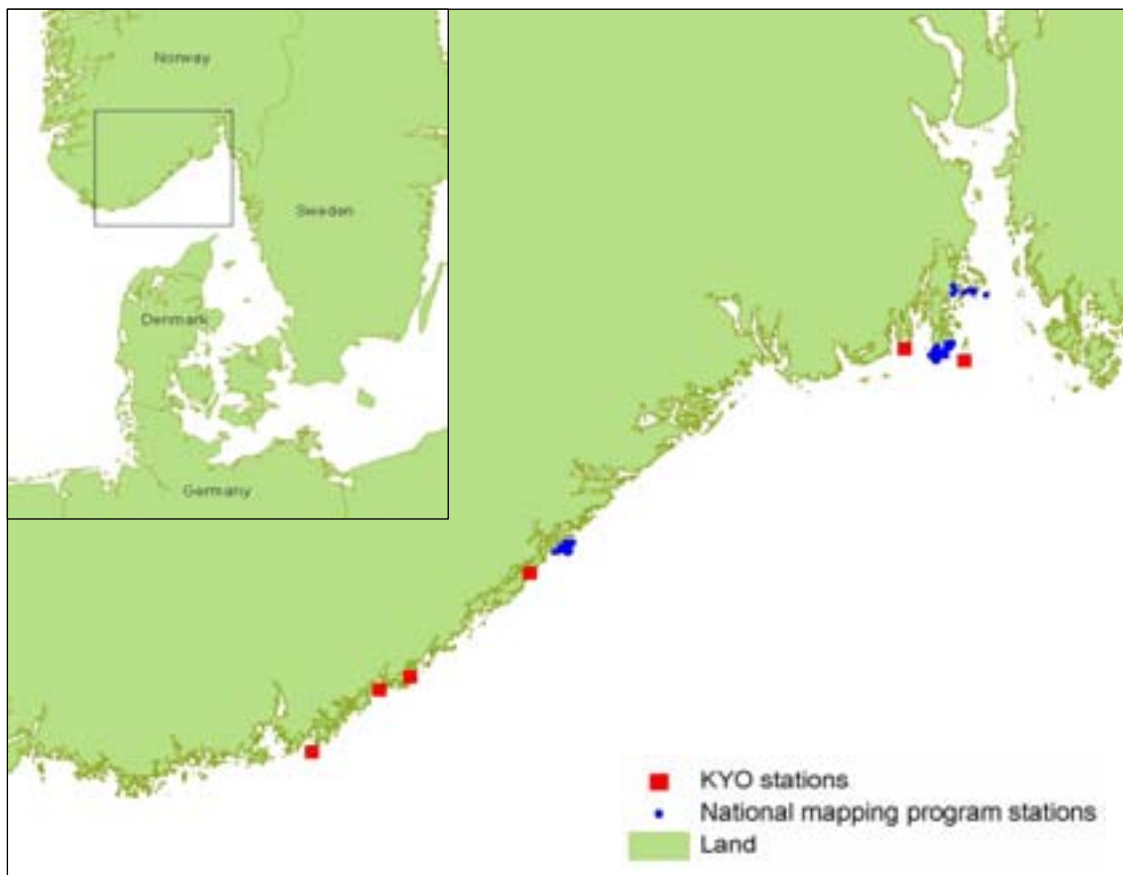 Norway
Sweden
Denmark
Germany
KYO stations
National mapping program stations
Land